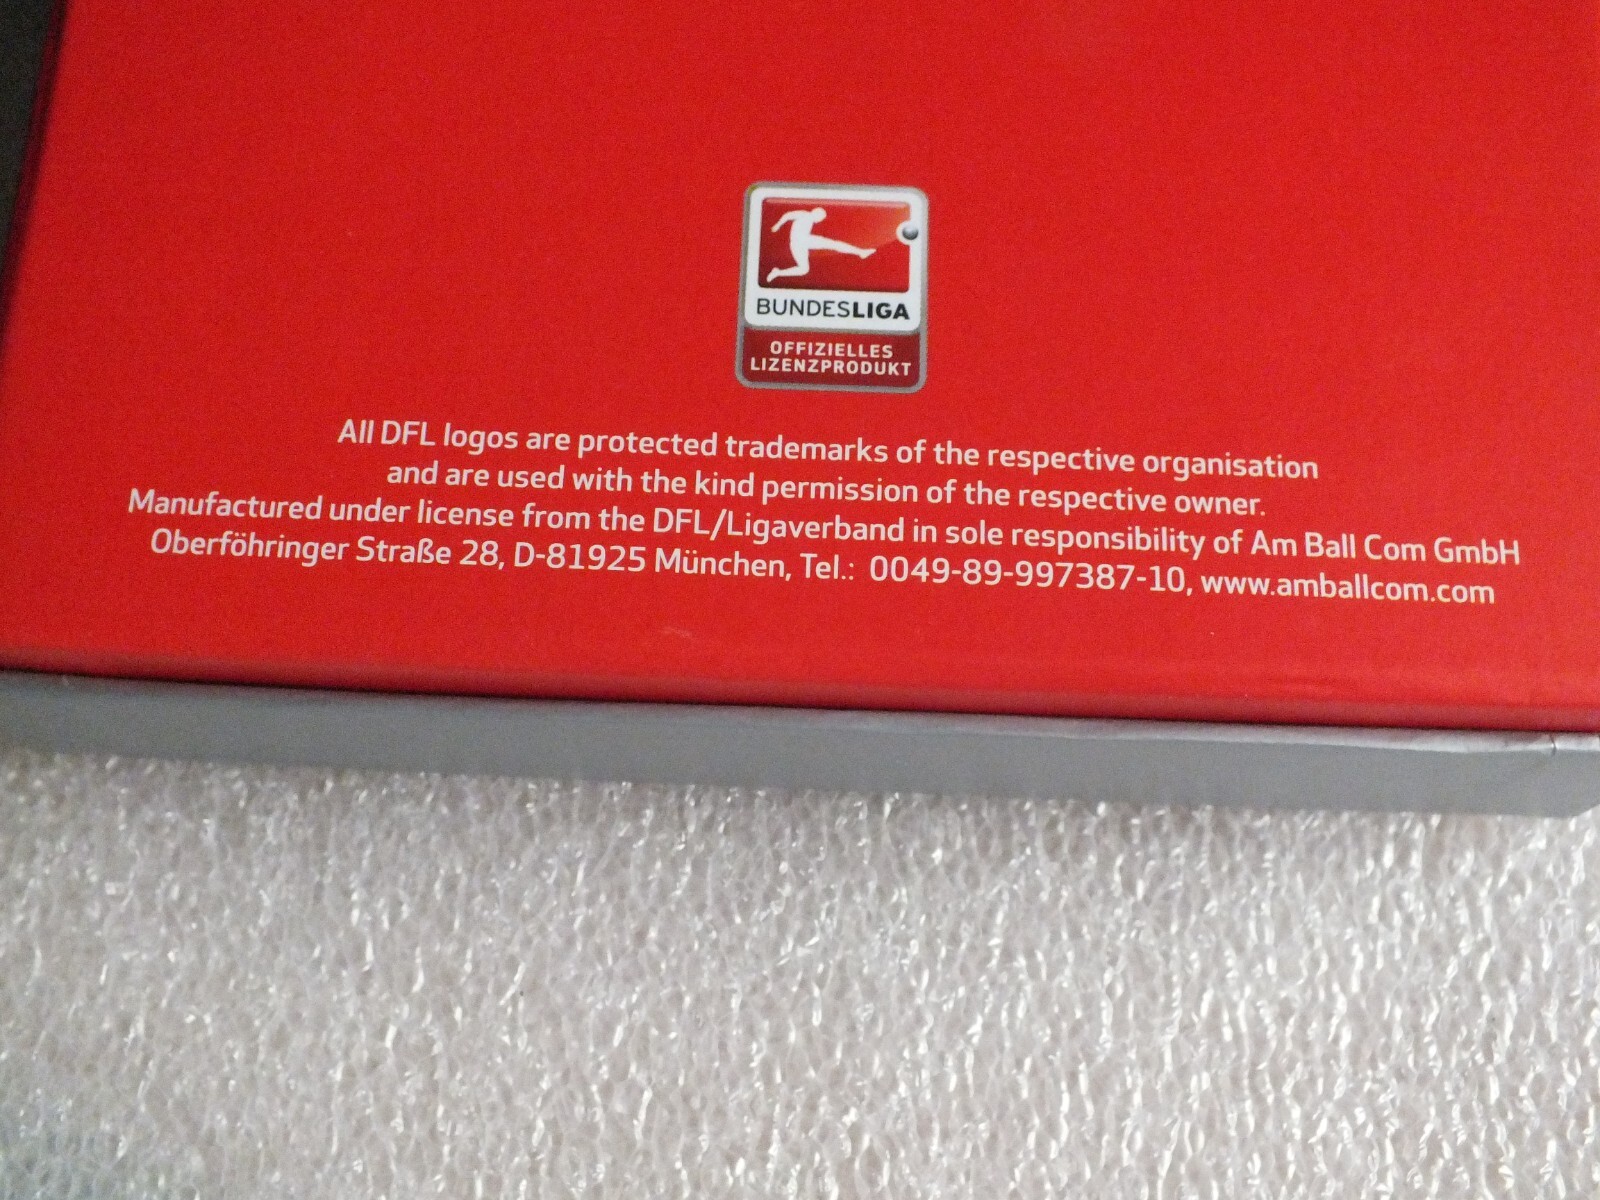 BUNDESLIGA
OFFIZIELLES
LIZENZPRODUKT
All DFL logos are protected trademarks of the respective organisation
and are used with the kind permission of the respective owner.
Manufactured under license from the DFL/Ligaverband in sole responsibility of Am Ball Com GmbH
Oberföhringer Straße 28, D-81925 München, Tel.: 0049-89-997387-10, www.amballcom.com